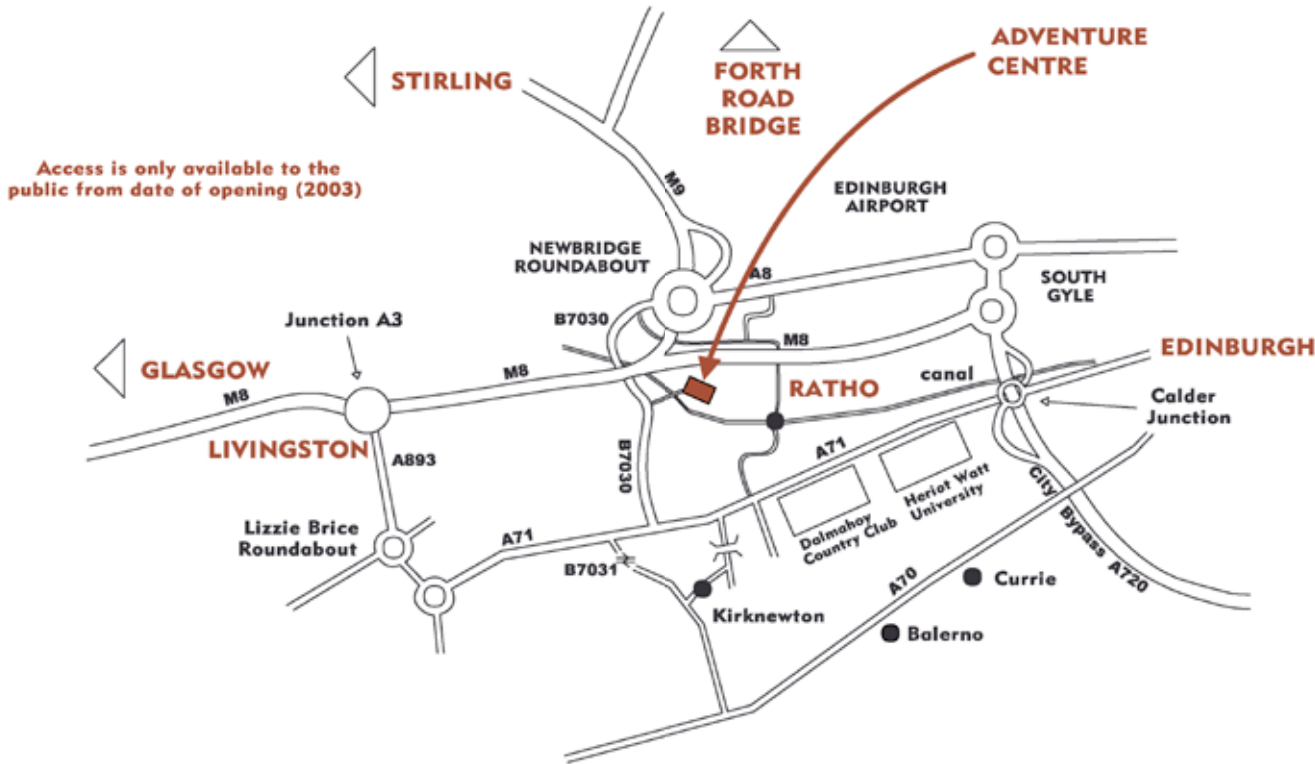 ADVENTURE
CENTRE
STIRLING
FORTH
ROAD
BRIDGE
Access is only available to the
public from date of opening (2003)
M9
EDINBURGH
AIRPORT
NEWBRIDGE
ROUNDABOUT
A8
SOUTH
GYLE
B7030
Junction A3
M8
EDINBURGH
GLASGOW
M8
M8
RATHO
canal
Calder
Junction
LIVINGSTON
A893
B7030
A71
Heriot Watt
University
Dalmahoy
Country Club
City Bypass A720
Lizzie Brice
Roundabout
A71
B7031
A70
Currie
Kirknewton
Balerno